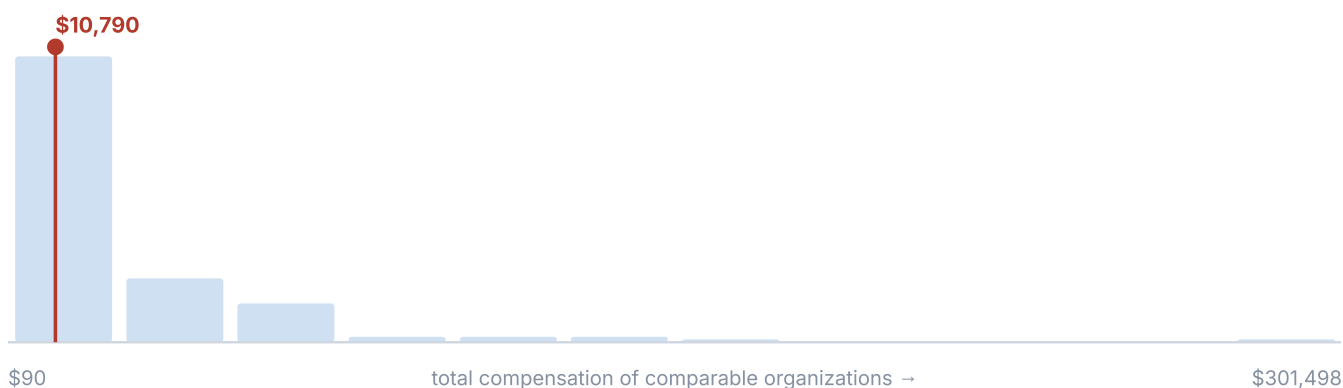 $10,790
$90
total compensation of comparable organizations →
$301,498